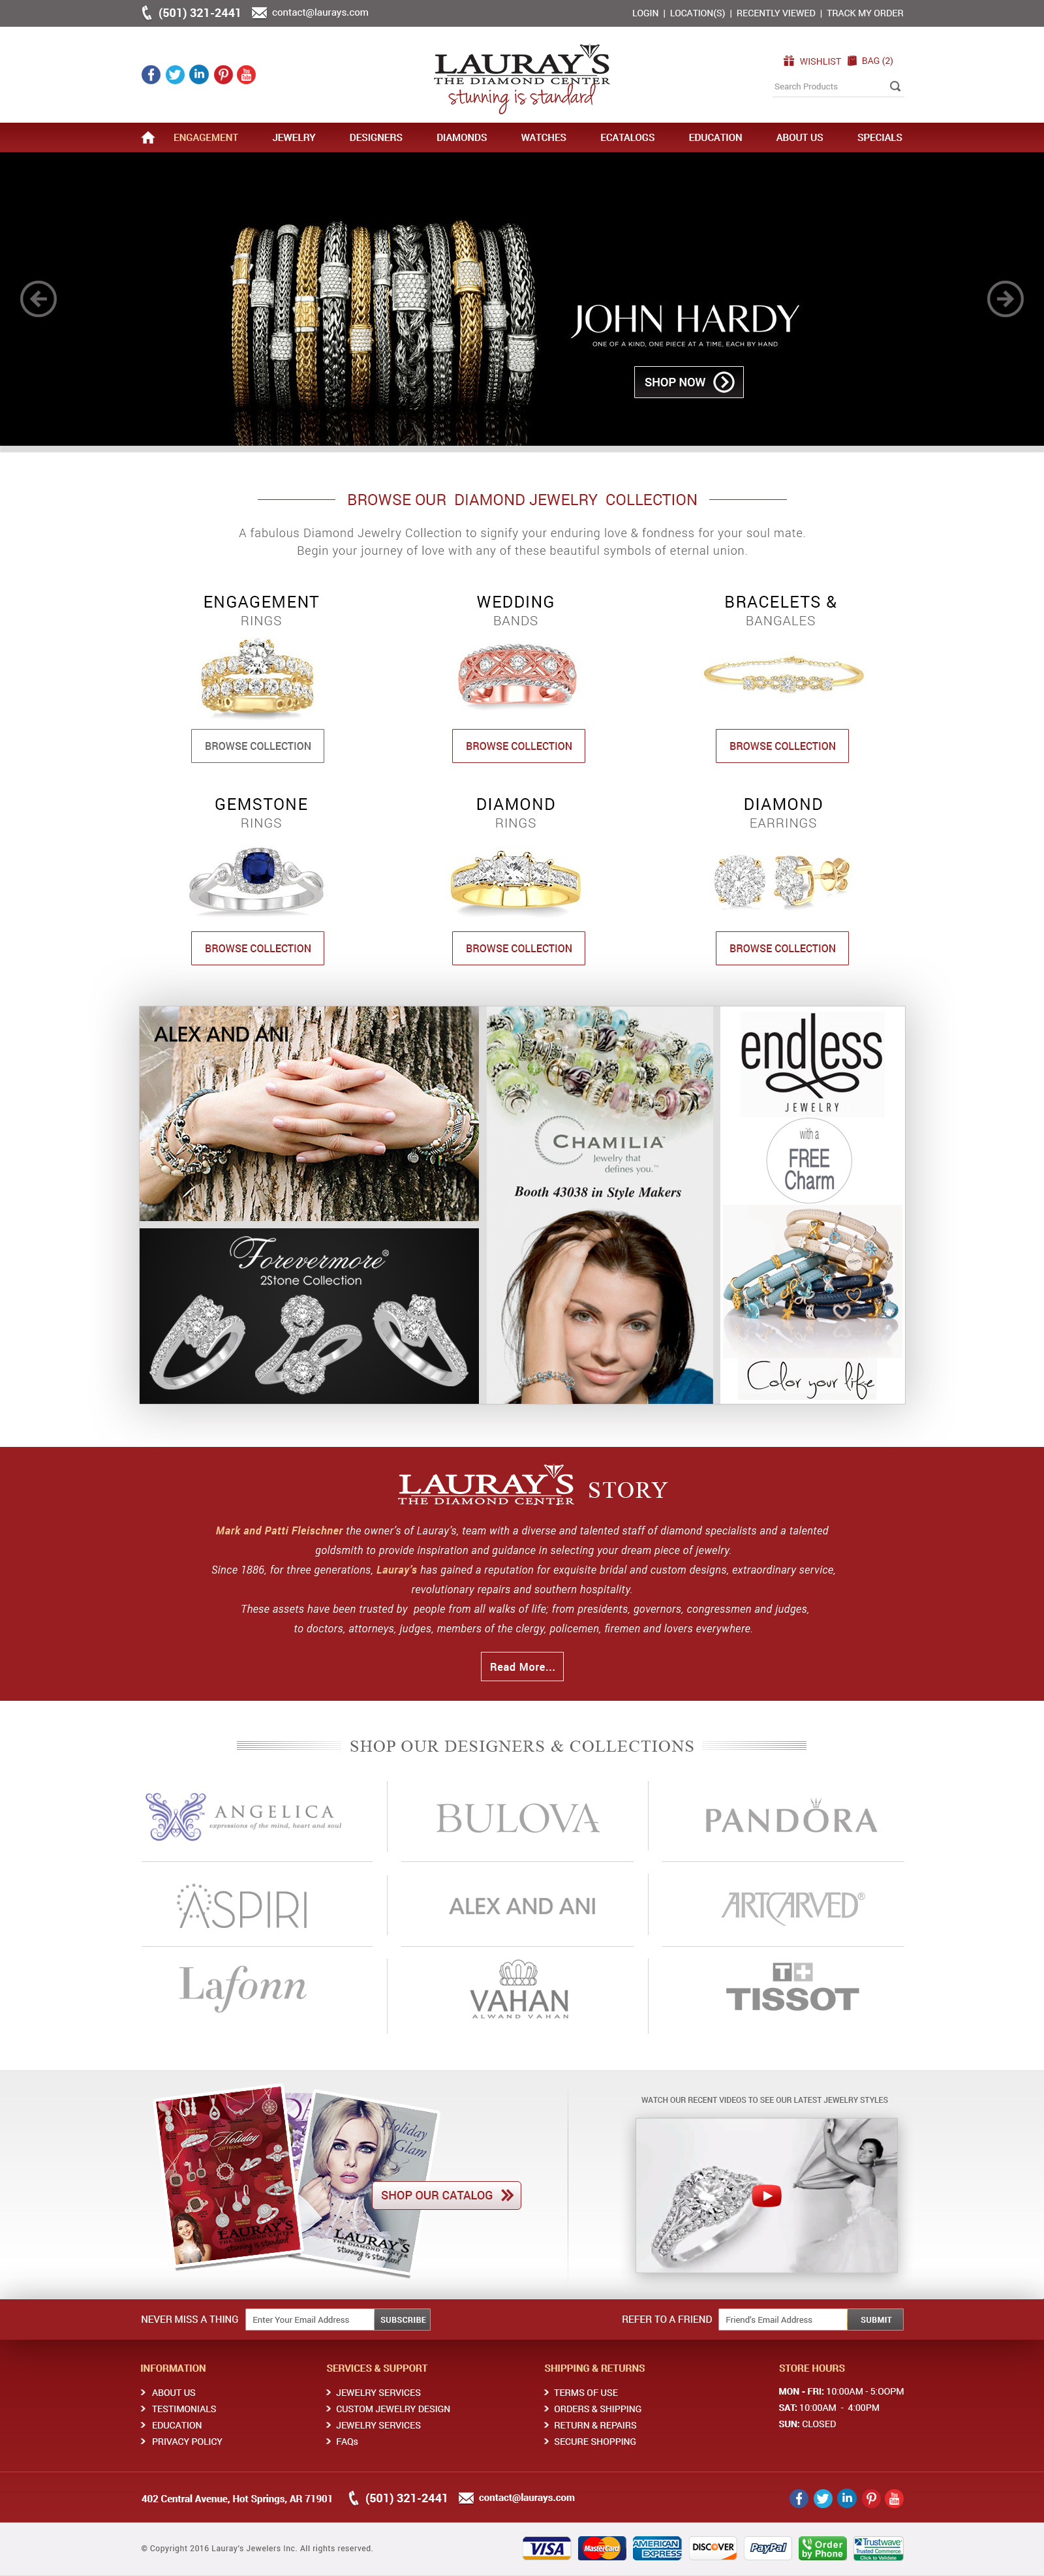 (501) 321-2441 contact@laurays.com LOGIN | LOCATION(S) | RECENTLY VIEWED | TRACK MY ORDER
LAURAY'S
THE DIAMOND CENTER
stunning is standard
WISHLIST BAG (2)
Search Products
ENGAGEMENT JEWELRY DESIGNERS DIAMONDS WATCHES ECATALOGS EDUCATION ABOUT US SPECIALS
JOHN HARDY
ONE OF A KIND, ONE PIECE AT A TIME, EACH BY HAND
SHOP NOW
BROWSE OUR DIAMOND JEWELRY COLLECTION
A fabulous Diamond Jewelry Collection to signify your enduring love & fondness for your soul mate.
Begin your journey of love with any of these beautiful symbols of eternal union.
ENGAGEMENT
RINGS
BROWSE COLLECTION
WEDDING
BANDS
BROWSE COLLECTION
BRACELETS &
BANGALES
BROWSE COLLECTION
GEMSTONE
RINGS
BROWSE COLLECTION
DIAMOND
RINGS
BROWSE COLLECTION
DIAMOND
EARRINGS
BROWSE COLLECTION
ALEX AND ANI
Forevermore®
2Stone Collection
CHAMILIA™
Jewelry that
defines you.™
Booth 43038 in Style Makers
endless
JEWELRY
with a
FREE
Charm
Color your life
LAURAY'S
THE DIAMOND CENTER
STORY
Mark and Patti Fleischner the owner's of Lauray's, team with a diverse and talented staff of diamond specialists and a talented
goldsmith to provide inspiration and guidance in selecting your dream piece of jewelry.
Since 1886, for three generations, Lauray's has gained a reputation for exquisite bridal and custom designs, extraordinary service,
revolutionary repairs and southern hospitality.
These assets have been trusted by people from all walks of life; from presidents, governors, congressmen and judges,
to doctors, attorneys, judges, members of the clergy, policemen, firemen and lovers everywhere.
Read More...
SHOP OUR DESIGNERS & COLLECTIONS
ANGELICA
expressions of the mind, heart and soul
BULOVA
PANDORA
ASPIRI
ALEX AND ANI
ARTCARVED®
Lafonn
VAHAN
ALWAND VAHAN
TISSOT
Holiday
LAURAY'S
THE DIAMOND CENTER
stunning is standard
Holiday
Glam
LAURAY'S
THE DIAMOND CENTER
stunning is standard
SHOP OUR CATALOG
WATCH OUR RECENT VIDEOS TO SEE OUR LATEST JEWELRY STYLES
NEVER MISS A THING Enter Your Email Address SUBSCRIBE
REFER TO A FRIEND Friend's Email Address SUBMIT
INFORMATION
ABOUT US
TESTIMONIALS
EDUCATION
PRIVACY POLICY
SERVICES & SUPPORT
JEWELRY SERVICES
CUSTOM JEWELRY DESIGN
JEWELRY SERVICES
FAQs
SHIPPING & RETURNS
TERMS OF USE
ORDERS & SHIPPING
RETURN & REPAIRS
SECURE SHOPPING
STORE HOURS
MON - FRI: 10:00AM - 5:OOPM
SAT: 10:00AM - 4:00PM
SUN: CLOSED
402 Central Avenue, Hot Springs, AR 71901 (501) 321-2441 contact@laurays.com
© Copyright 2016 Lauray's Jewelers Inc. All rights reserved.
VISA
MasterCard
AMERICAN EXPRESS
DISCOVER
PayPal
Order
by Phone
Trustwave
Trusted Commerce
Click to Validate